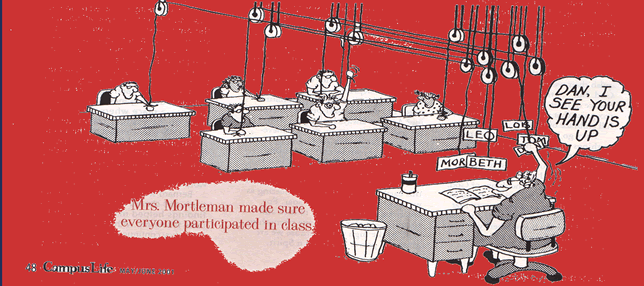 DAN, I
SEE YOUR
HAND IS
UP
LOIS
LEO
TOM
MOR
BETH
Mrs. Mortleman made sure
everyone participated in class.
CampusLife